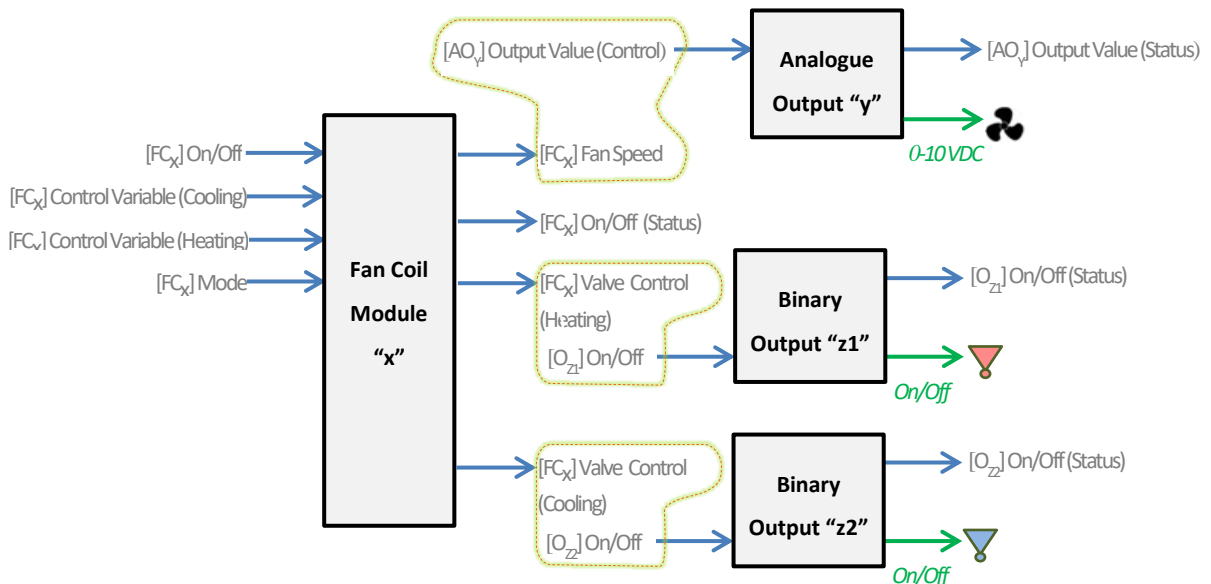 [AOY] Output Value (Control)
Analogue
Output “y”
[AOY] Output Value (Status)
0-10 VDC
[FCX] On/Off
[FCX] Control Variable (Cooling)
[FCX] Control Variable (Heating)
[FCX] Mode
Fan Coil
Module
“x”
[FCX] Fan Speed
[FCX] On/Off (Status)
[FCX] Valve Control
(Heating)
[OZ1] On/Off
Binary
Output “z1”
[OZ1] On/Off (Status)
On/Off
[FCX] Valve Control
(Cooling)
[OZ2] On/Off
Binary
Output “z2”
[OZ2] On/Off (Status)
On/Off